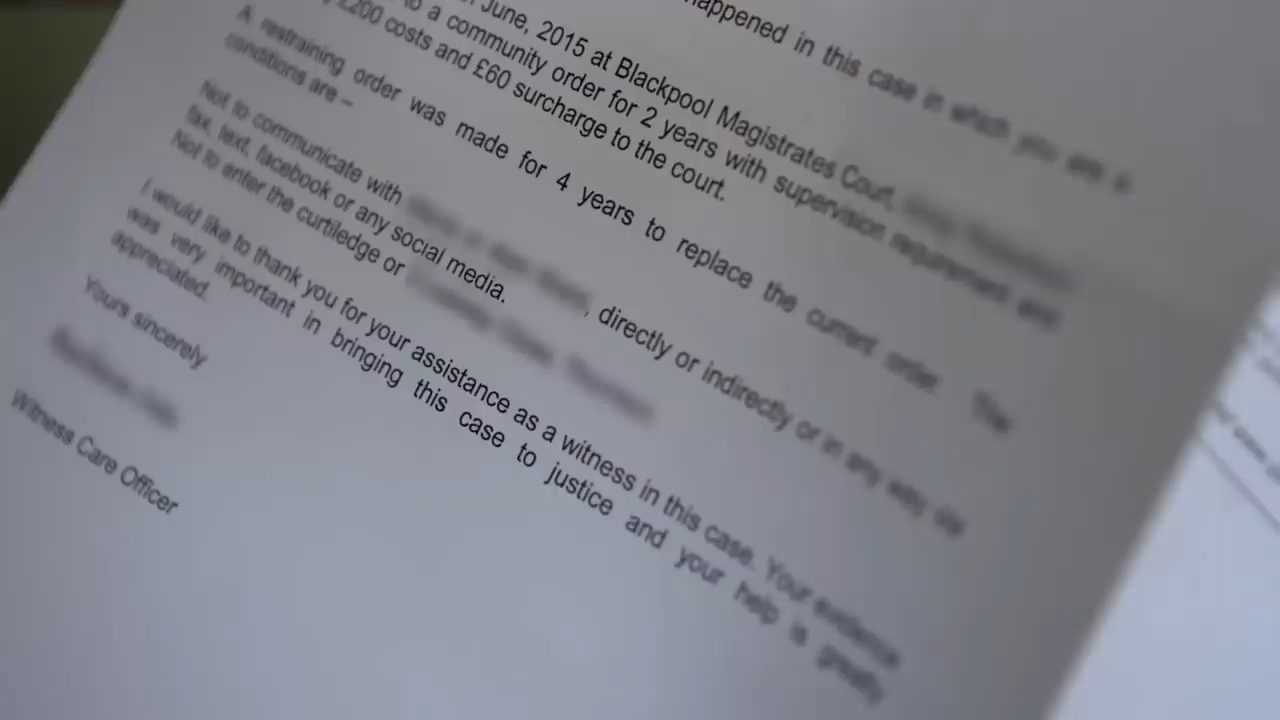 happened in this case in which you are a
June, 2015 at Blackpool Magistrates Court,
to a community order for 2 years with supervision requirement and
£200 costs and £60 surcharge to the court.
A restraining order was made for 4 years to replace the current order. The
conditions are –
Not to communicate with , directly or indirectly or in any way via
fax, text, facebook or any social media.
Not to enter the curtiledge or
I would like to thank you for your assistance as a witness in this case. Your evidence
was very important in bringing this case to justice and your help is greatly
appreciated.
Yours sincerely
Witness Care Officer